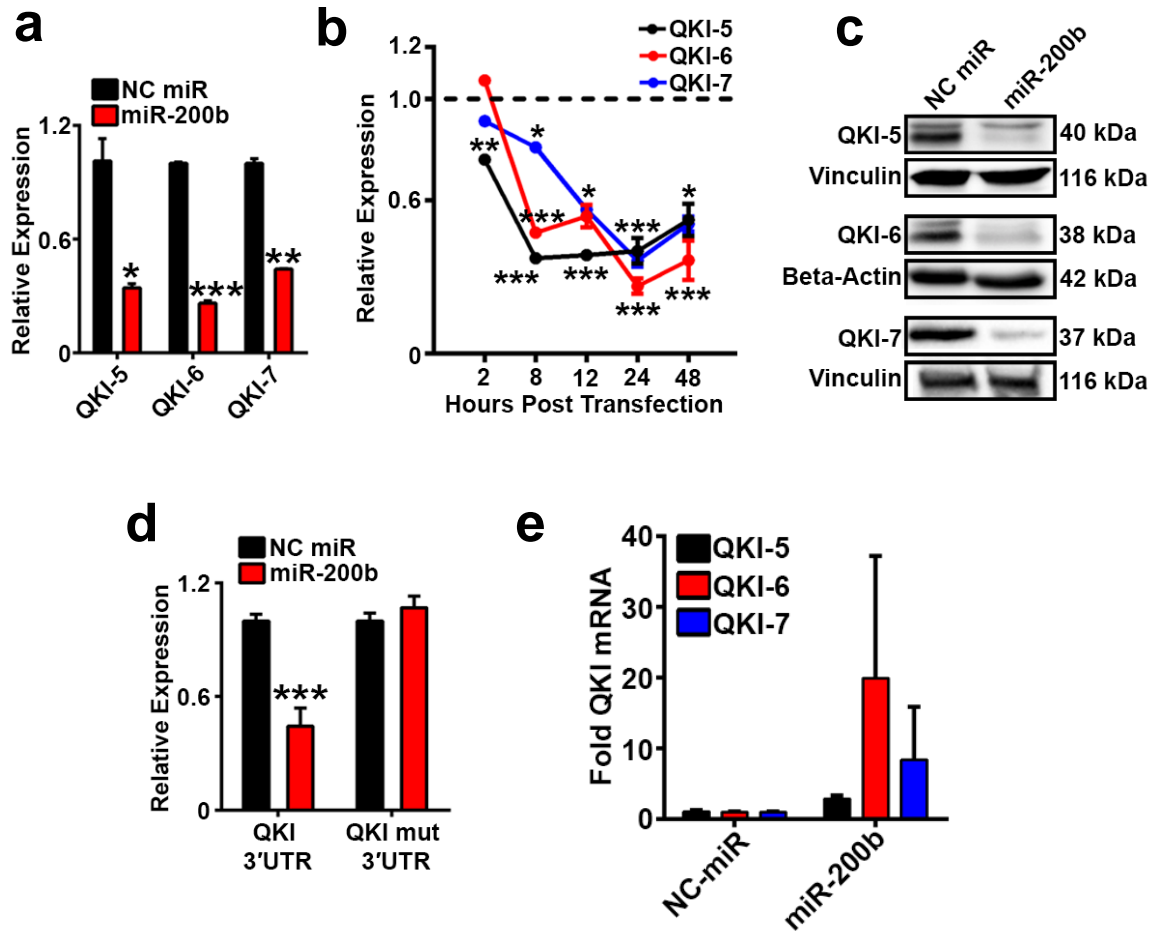 a
NC miR
miR-200b
Relative Expression
1.2
0.6
0
*
***
**
QKI-5
QKI-6
QKI-7
b
QKI-5
QKI-6
QKI-7
Relative Expression
1.2
1.0
0.6
0
**
*
***
***
*
***
***
***
*
***
2 8 12 24 48
Hours Post Transfection
c
NC miR
miR-200b
QKI-5 40 kDa
Vinculin 116 kDa
QKI-6 38 kDa
Beta-Actin 42 kDa
QKI-7 37 kDa
Vinculin 116 kDa
d
NC miR
miR-200b
Relative Expression
1.2
0.6
0
***
QKI
3′UTR
QKI mut
3′UTR
e
QKI-5
QKI-6
QKI-7
Fold QKI mRNA
40
30
20
10
0
NC-miR
miR-200b